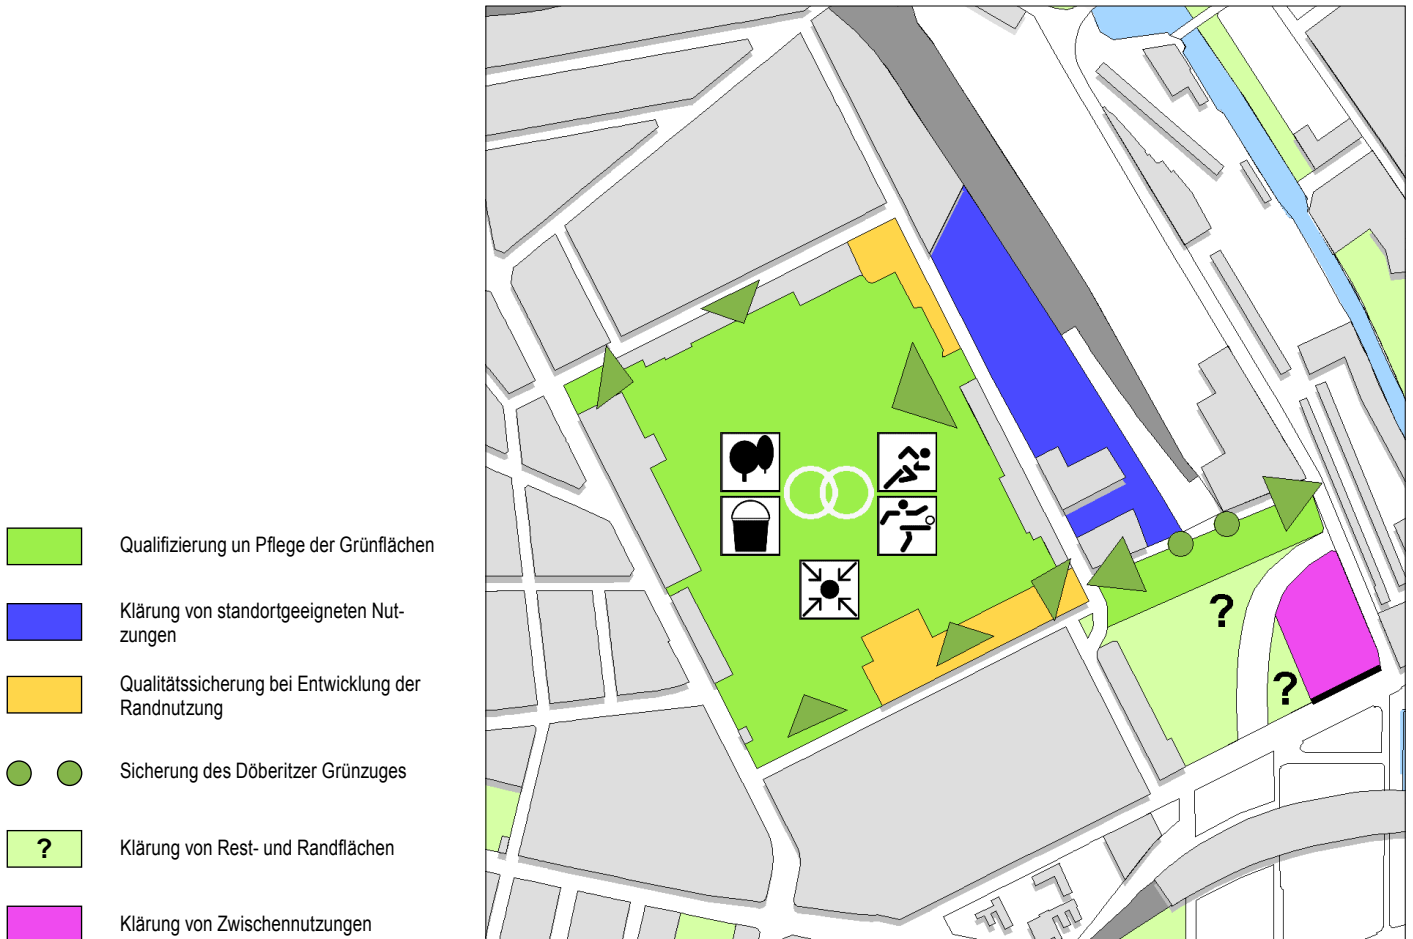 Qualifizierung un Pflege der Grünflächen
Klärung von standortgeeigneten Nut-
zungen
Qualitätssicherung bei Entwicklung der
Randnutzung
Sicherung des Döberitzer Grünzuges
?
Klärung von Rest- und Randflächen
Klärung von Zwischennutzungen
?
?